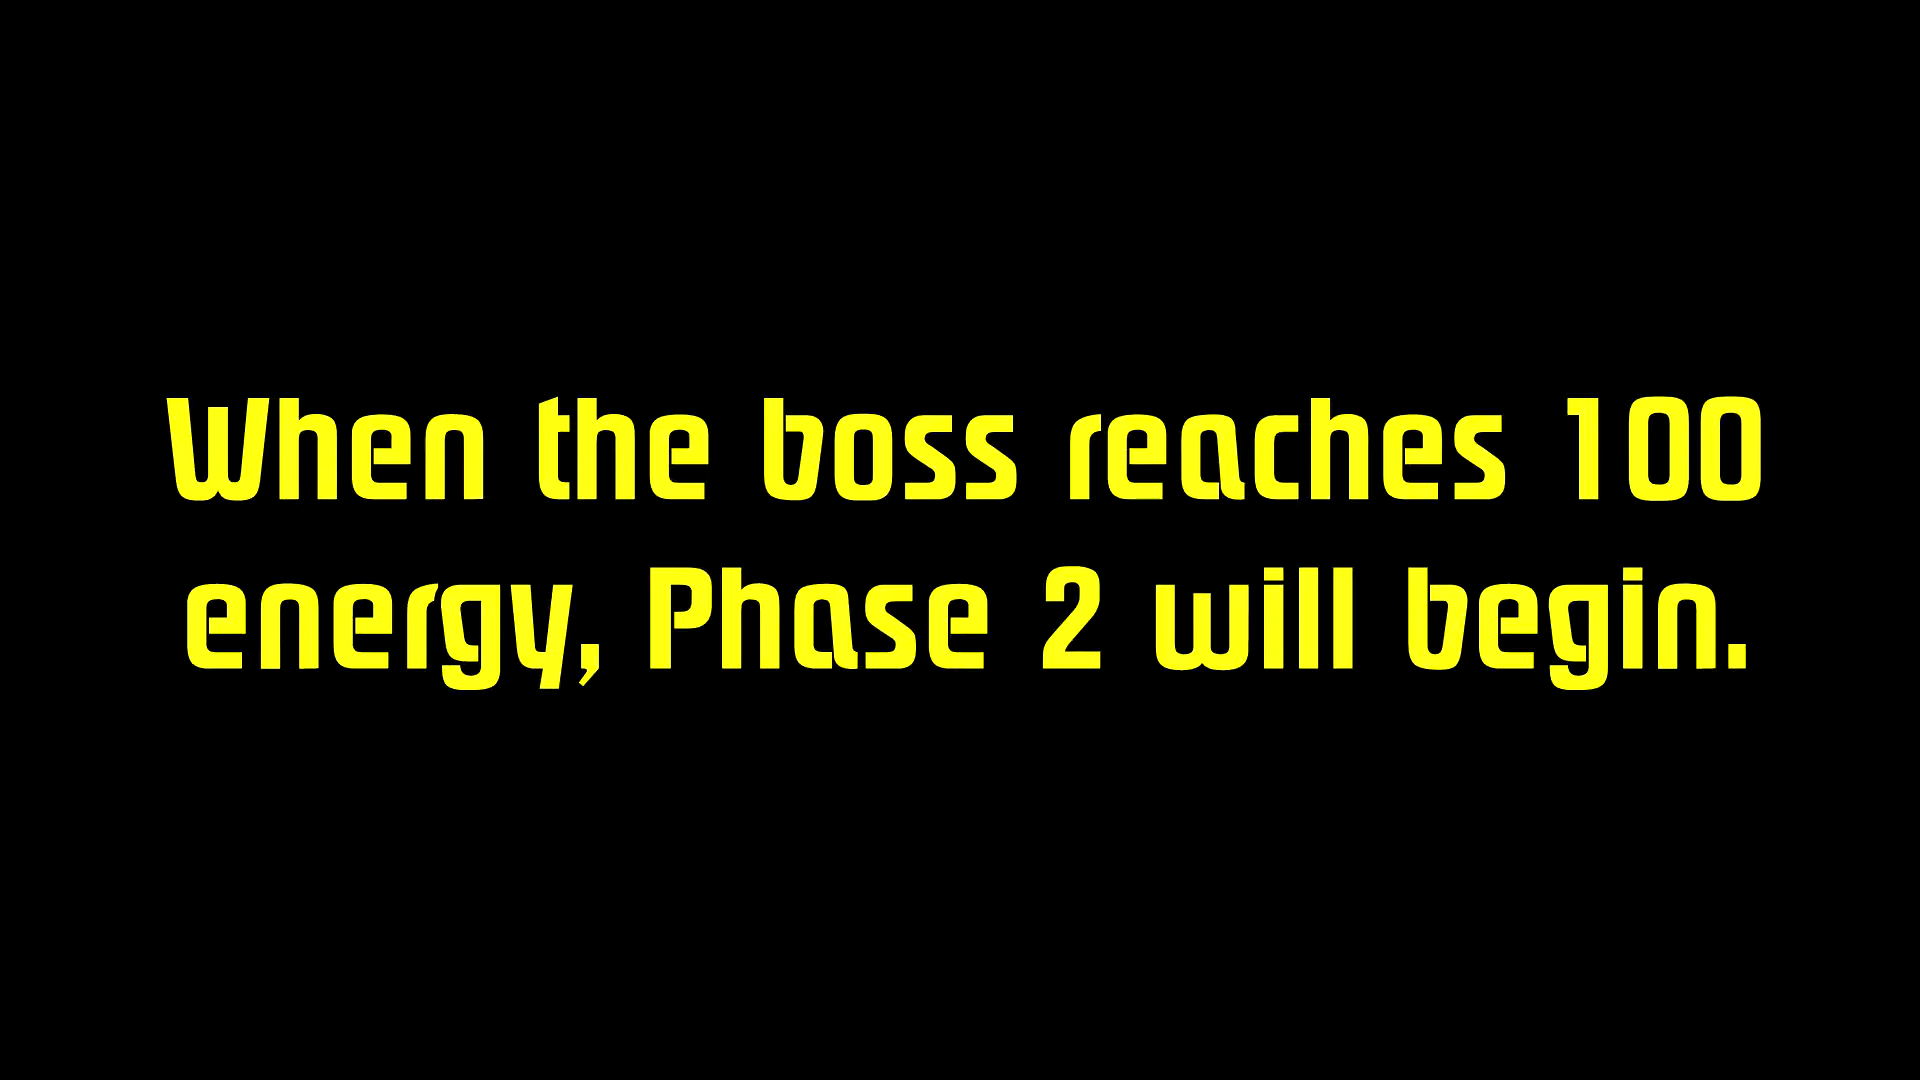 When the boss reaches 100
energy, Phase 2 will begin.